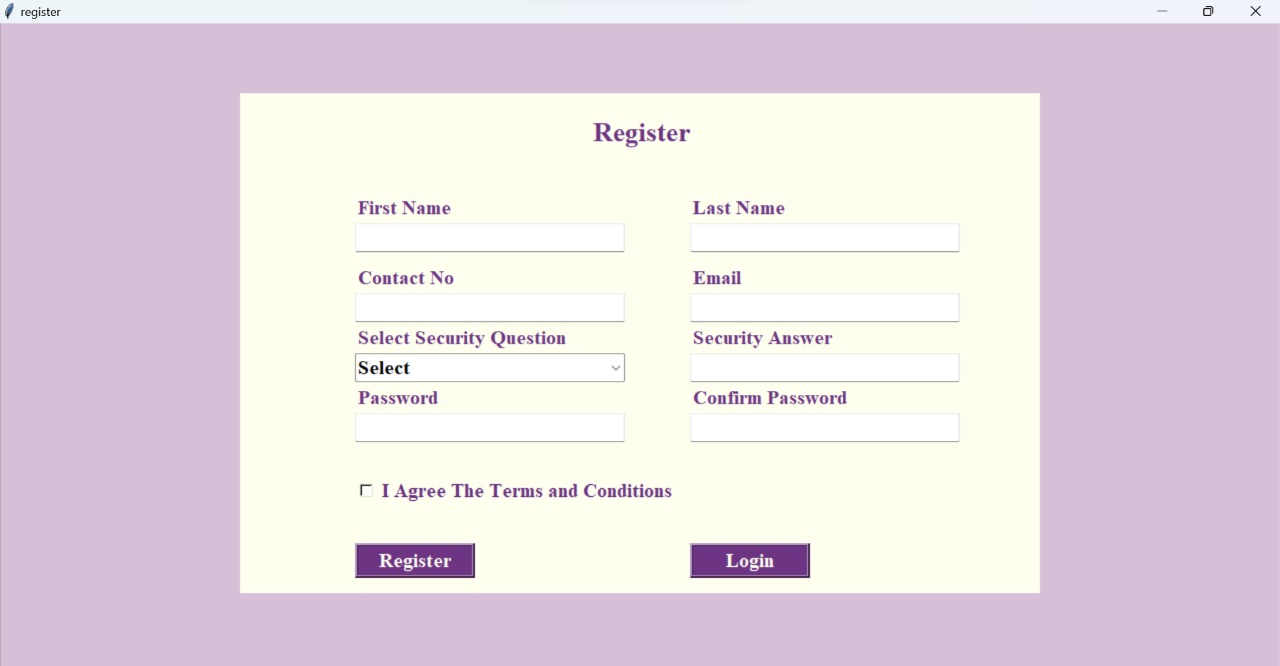 register
Register
First Name Last Name
Contact No Email
Select Security Question Security Answer
Select
Password Confirm Password
I Agree The Terms and Conditions
Register Login